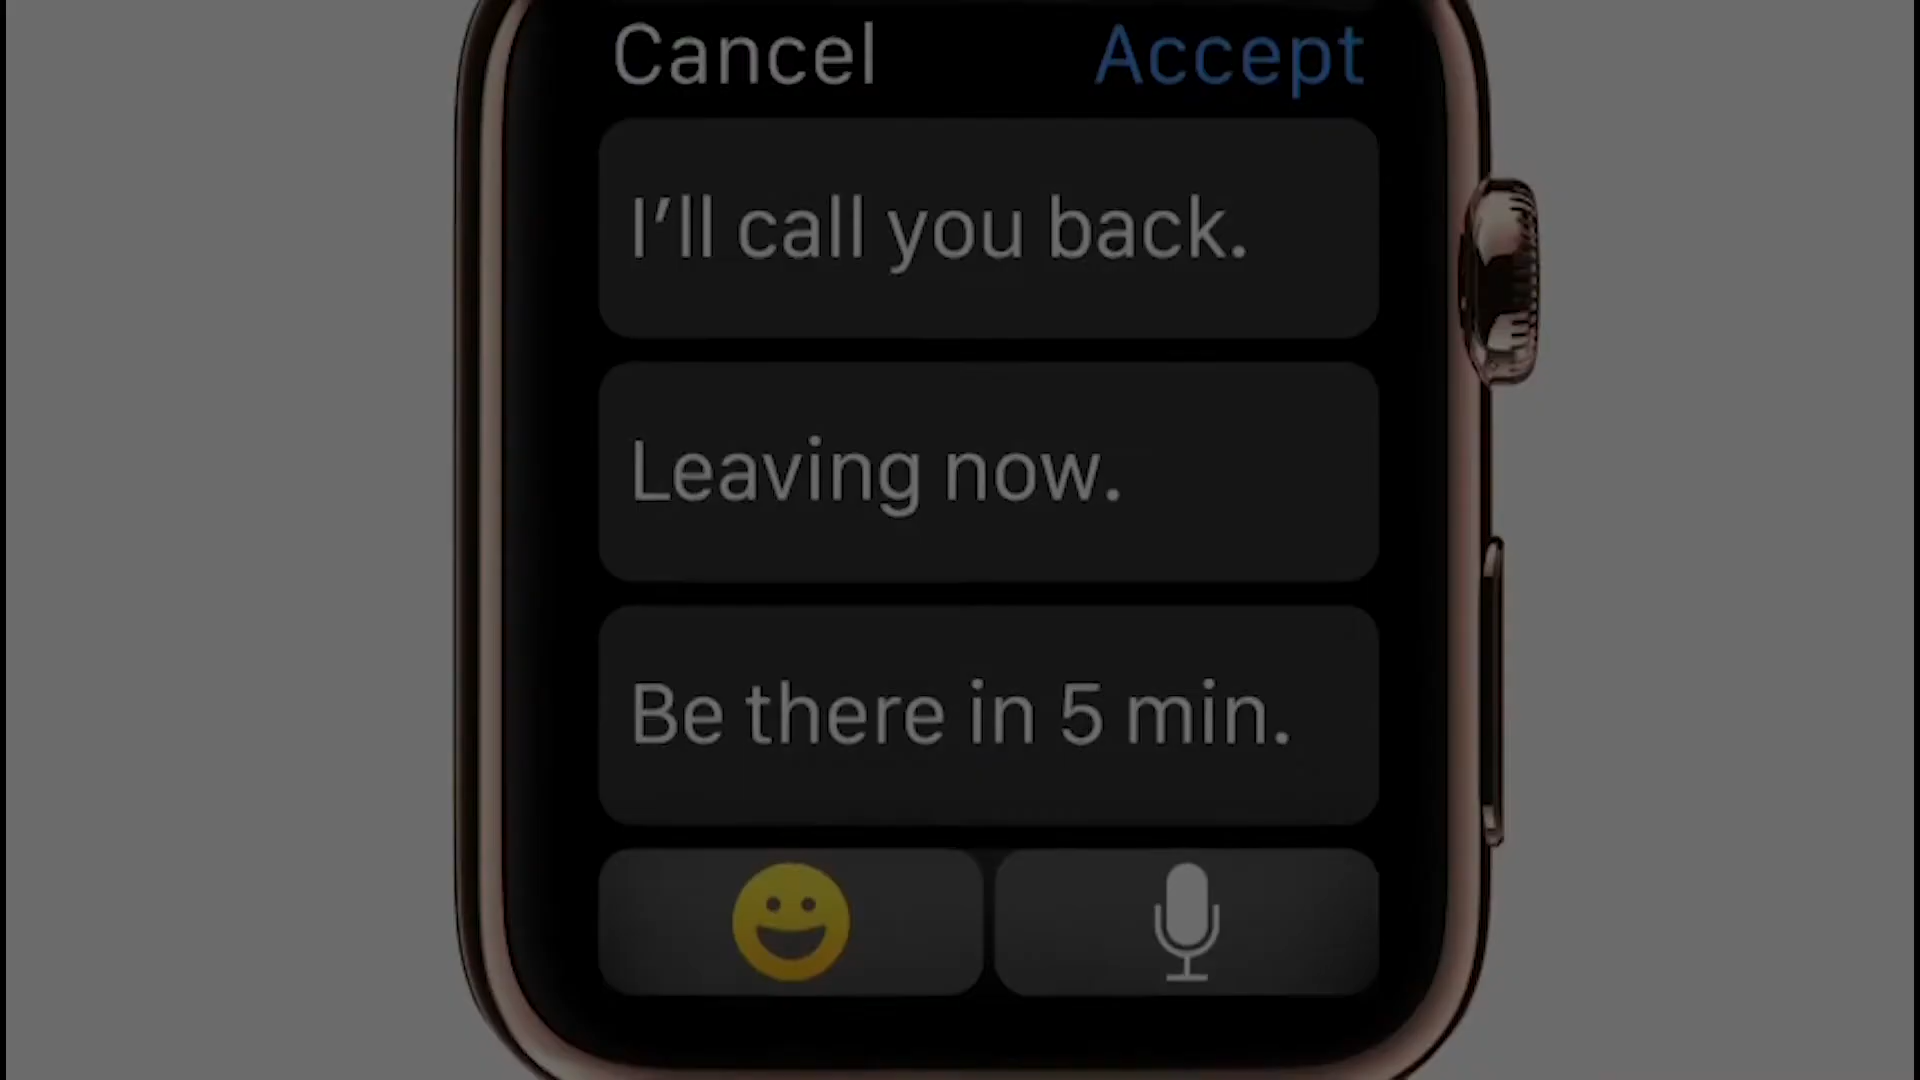 Cancel Accept
I’ll call you back.
Leaving now.
Be there in 5 min.